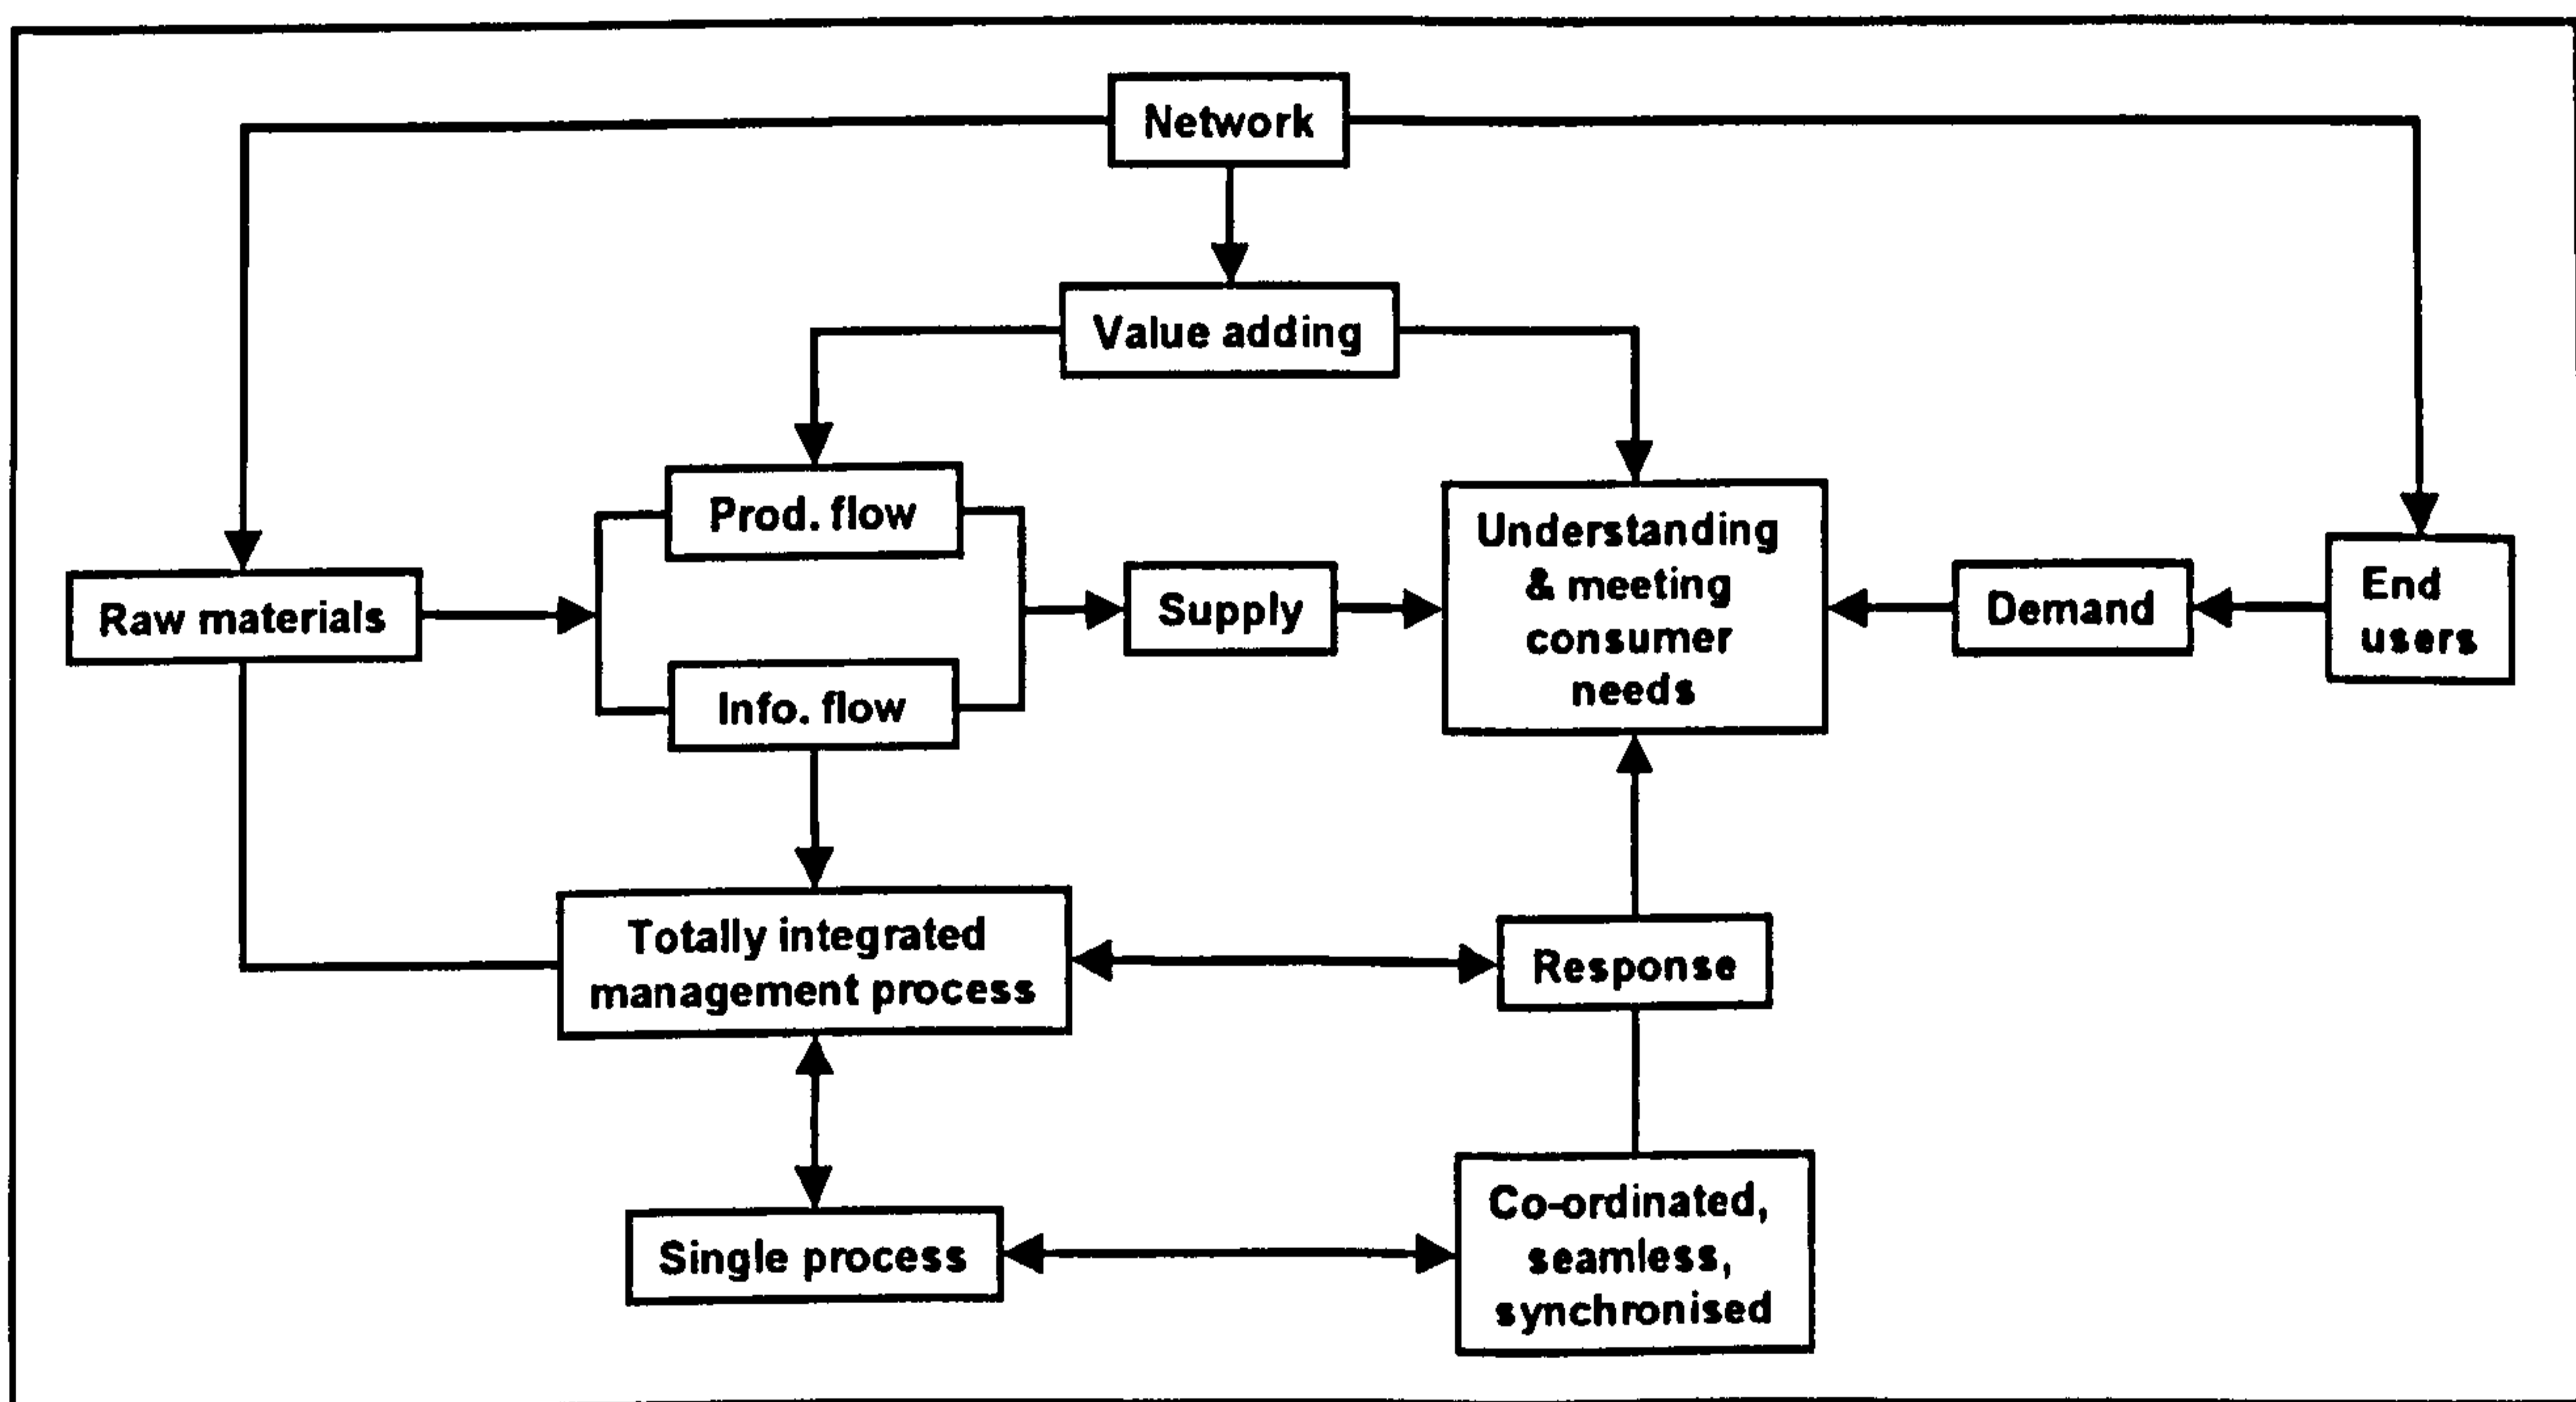 Network
Value adding
Prod. flow
Understanding
& meeting
consumer
needs
End
users
Raw materials
Supply
Demand
Info. flow
Totally integrated
management process
Response
Single process
Co-ordinated,
seamless,
synchronised